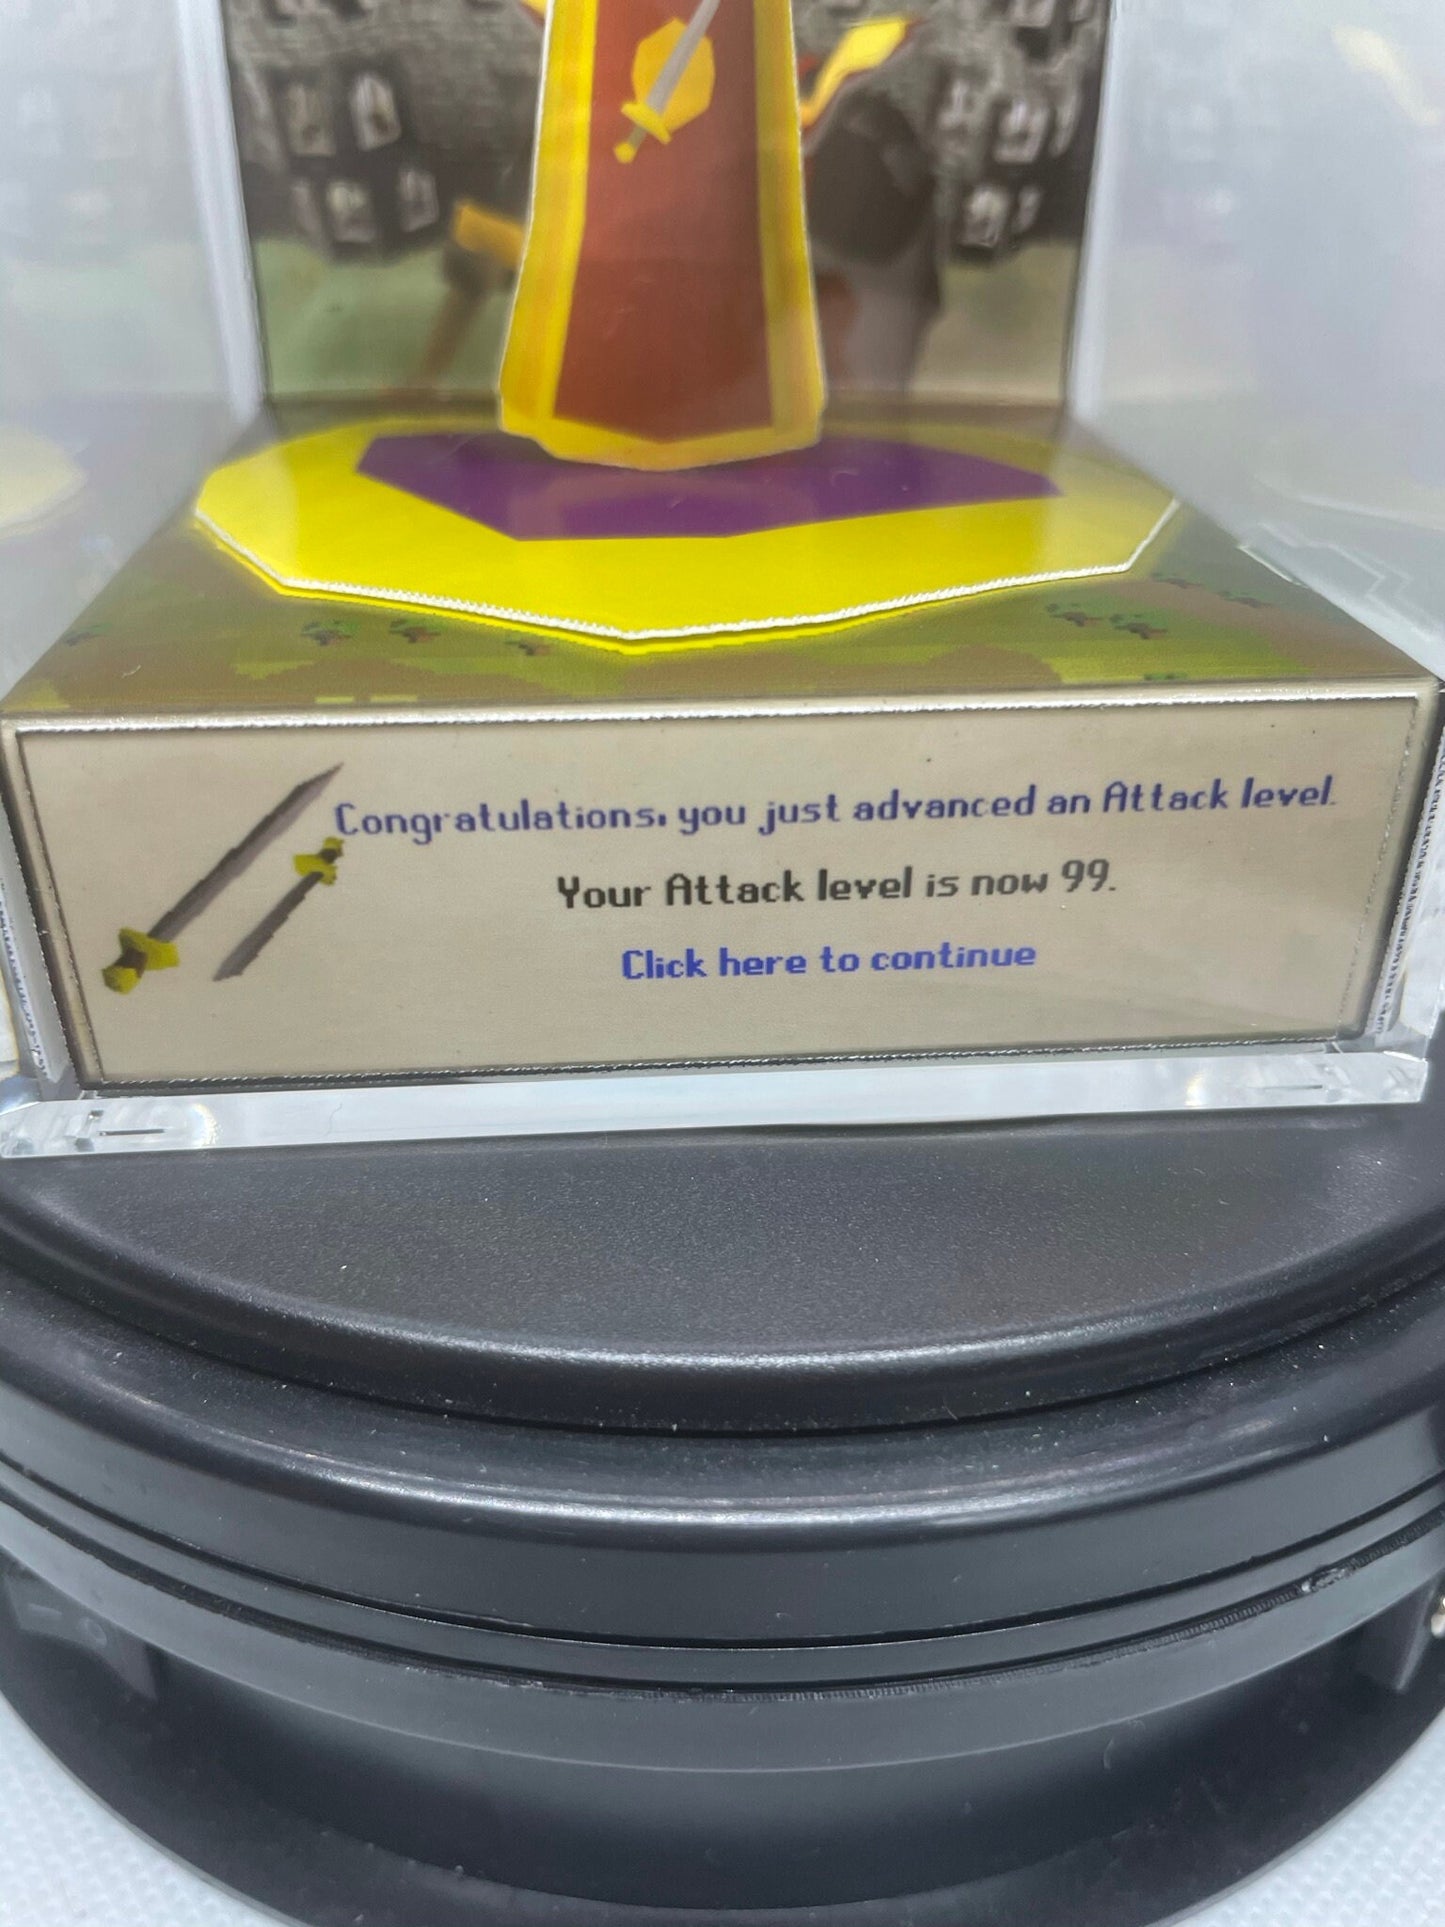 Congratulations, you just advanced an Attack level.
Your Attack level is now 99.
Click here to continue